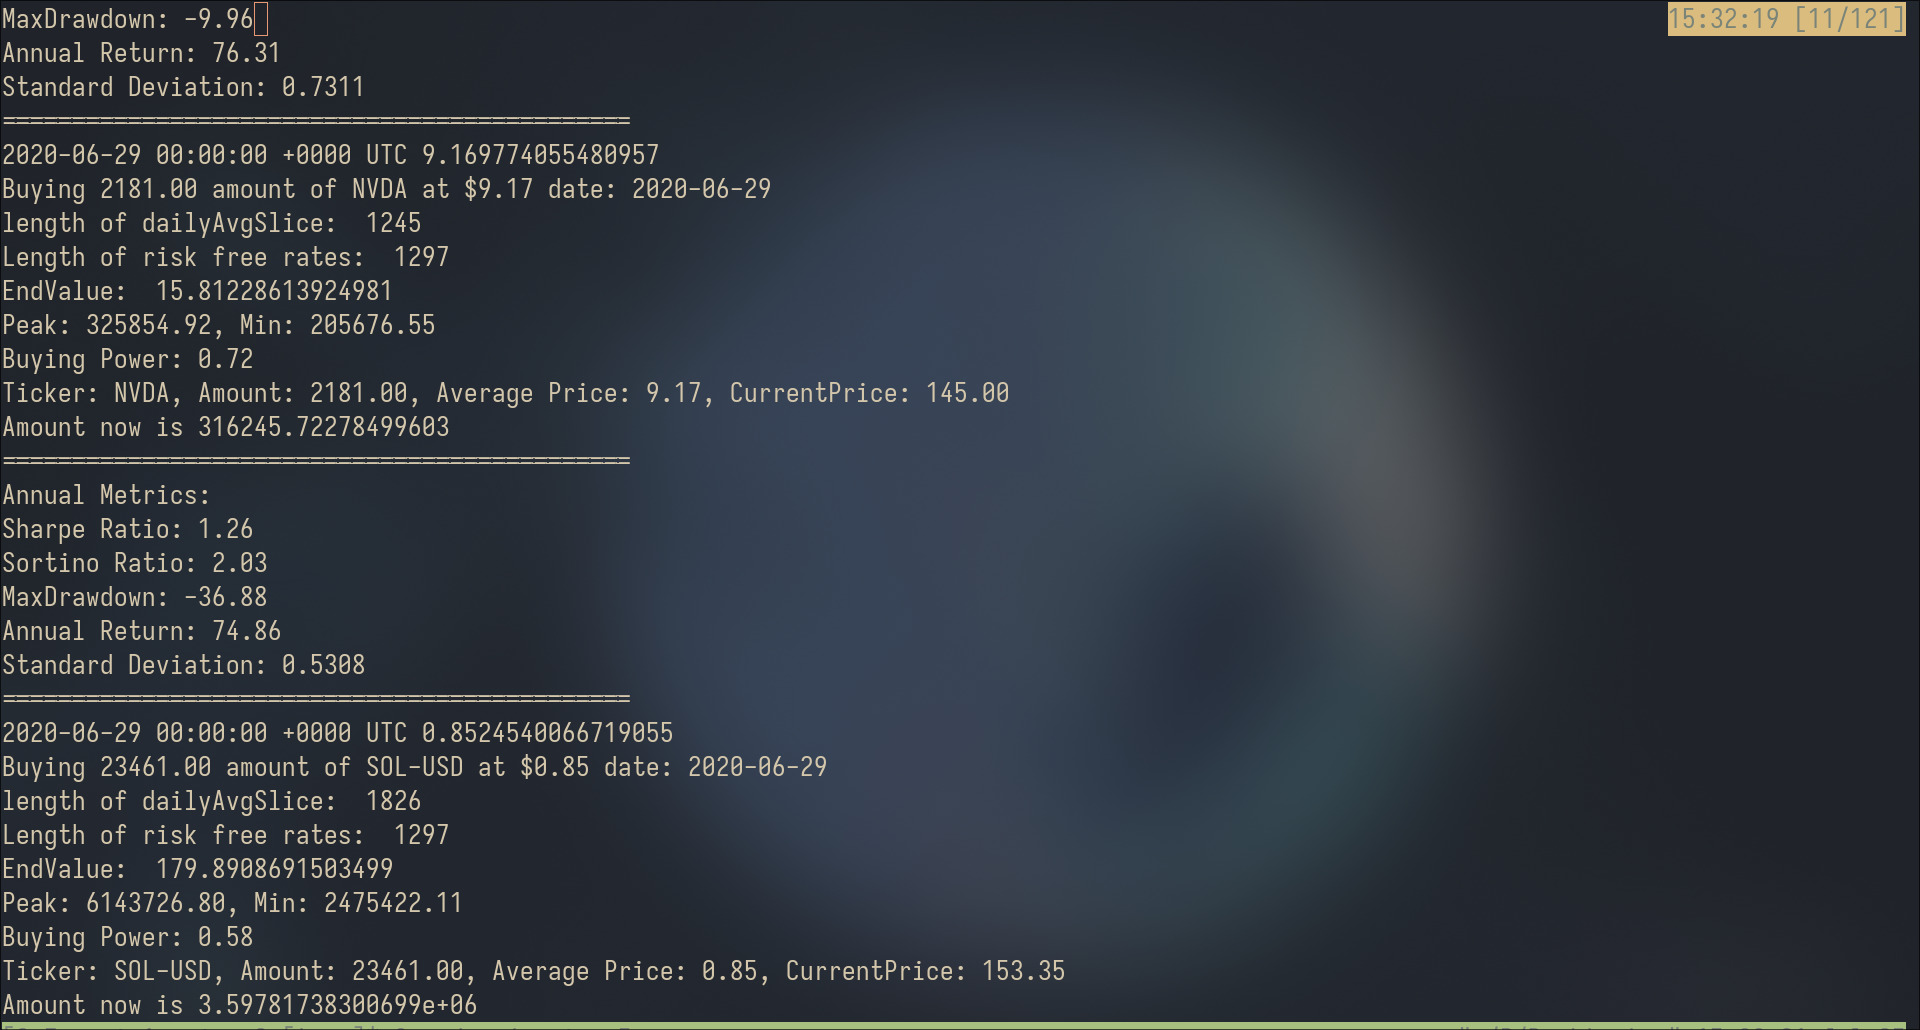 MaxDrawdown: -9.96
15:32:19 [11/121]
Annual Return: 76.31
Standard Deviation: 0.7311
=============================================
2020-06-29 00:00:00 +0000 UTC 9.169774055480957
Buying 2181.00 amount of NVDA at $9.17 date: 2020-06-29
length of dailyAvgSlice:  1245
Length of risk free rates:  1297
EndValue:  15.81228613924981
Peak: 325854.92, Min: 205676.55
Buying Power: 0.72
Ticker: NVDA, Amount: 2181.00, Average Price: 9.17, CurrentPrice: 145.00
Amount now is 316245.72278499603
=============================================
Annual Metrics:
Sharpe Ratio: 1.26
Sortino Ratio: 2.03
MaxDrawdown: -36.88
Annual Return: 74.86
Standard Deviation: 0.5308
=============================================
2020-06-29 00:00:00 +0000 UTC 0.8524540066719055
Buying 23461.00 amount of SOL-USD at $0.85 date: 2020-06-29
length of dailyAvgSlice:  1826
Length of risk free rates:  1297
EndValue:  179.8908691503499
Peak: 6143726.80, Min: 2475422.11
Buying Power: 0.58
Ticker: SOL-USD, Amount: 23461.00, Average Price: 0.85, CurrentPrice: 153.35
Amount now is 3.59781738300699e+06